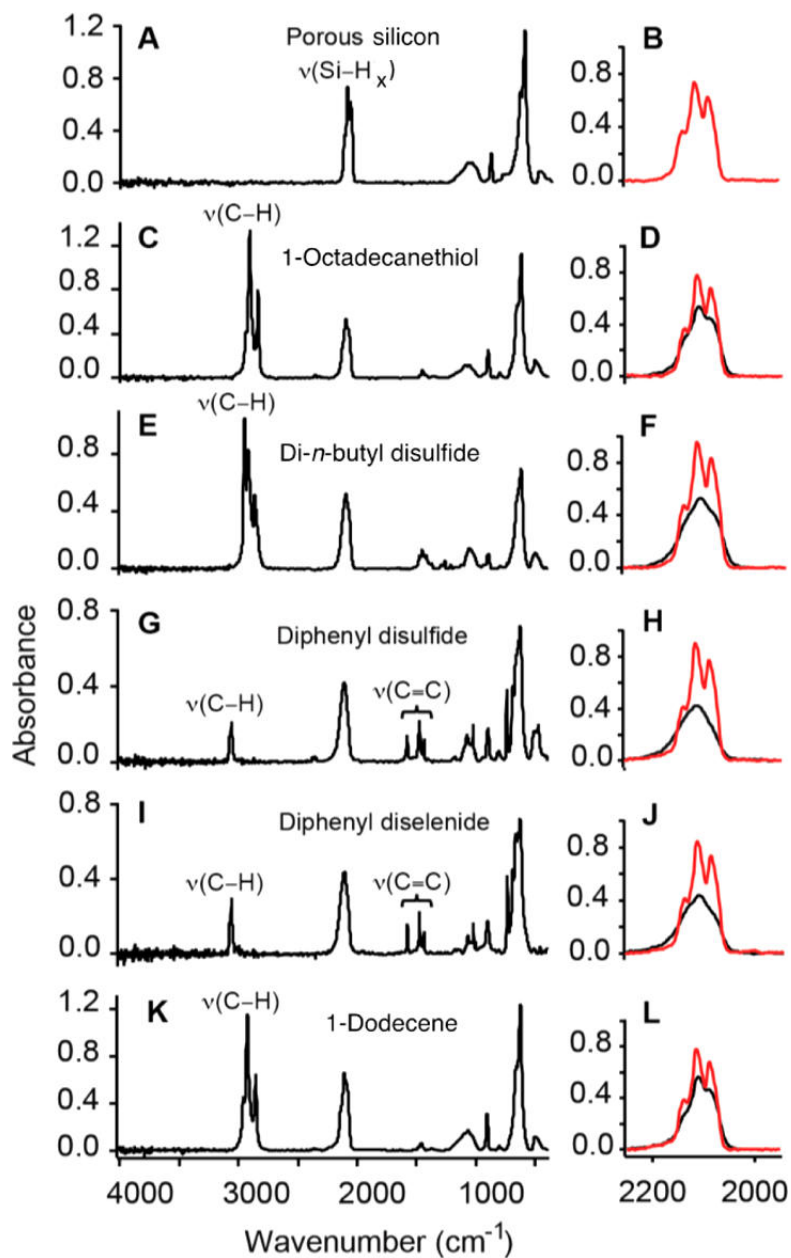 A
Porous silicon
ν(Si–H x)
1.2
0.8
0.4
0.0
B
0.8
0.4
0.0
C
ν(C–H)
1-Octadecanethiol
1.2
0.8
0.4
0.0
D
0.8
0.4
0.0
E
ν(C–H)
Di-n-butyl disulfide
0.8
0.4
0.0
F
0.8
0.4
0.0
Absorbance
G
Diphenyl disulfide
ν(C–H)
ν(C=C)
0.8
0.4
0.0
H
0.8
0.4
0.0
I
Diphenyl diselenide
ν(C–H)
ν(C=C)
0.8
0.4
0.0
J
0.8
0.4
0.0
K
ν(C–H)
1-Dodecene
1.2
0.8
0.4
0.0
L
0.8
0.4
0.0
4000 3000 2000 1000
2200 2000
Wavenumber (cm-1)